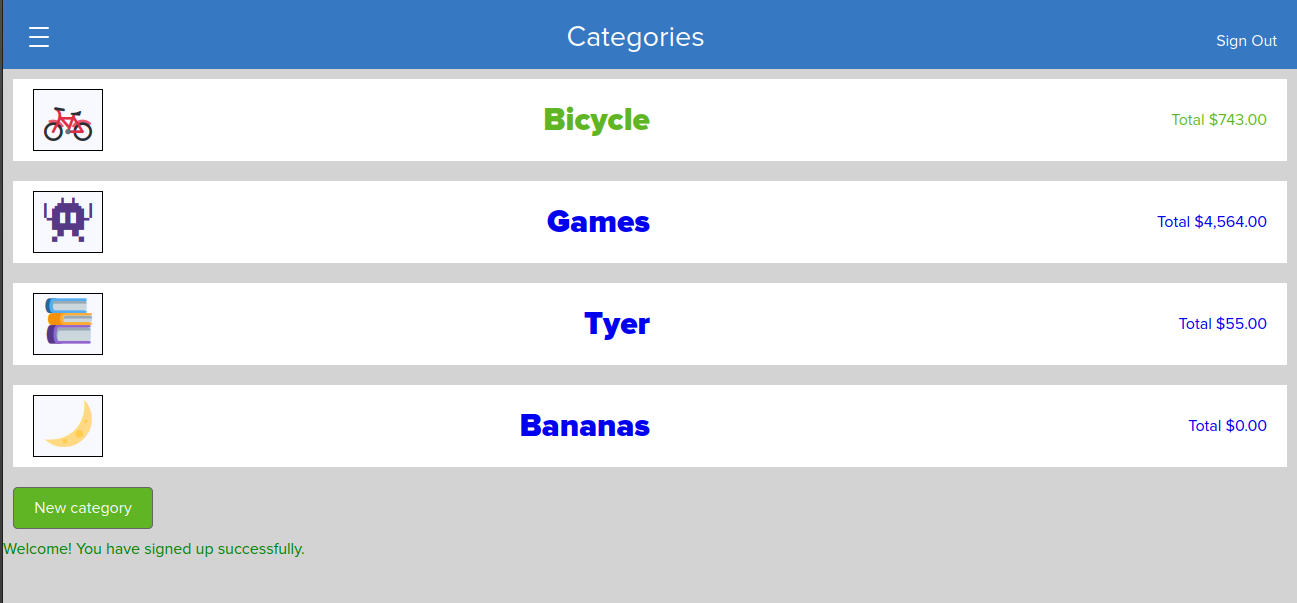 Categories
Sign Out
Bicycle
Total $743.00
Games
Total $4,564.00
Tyer
Total $55.00
Bananas
Total $0.00
New category
Welcome! You have signed up successfully.